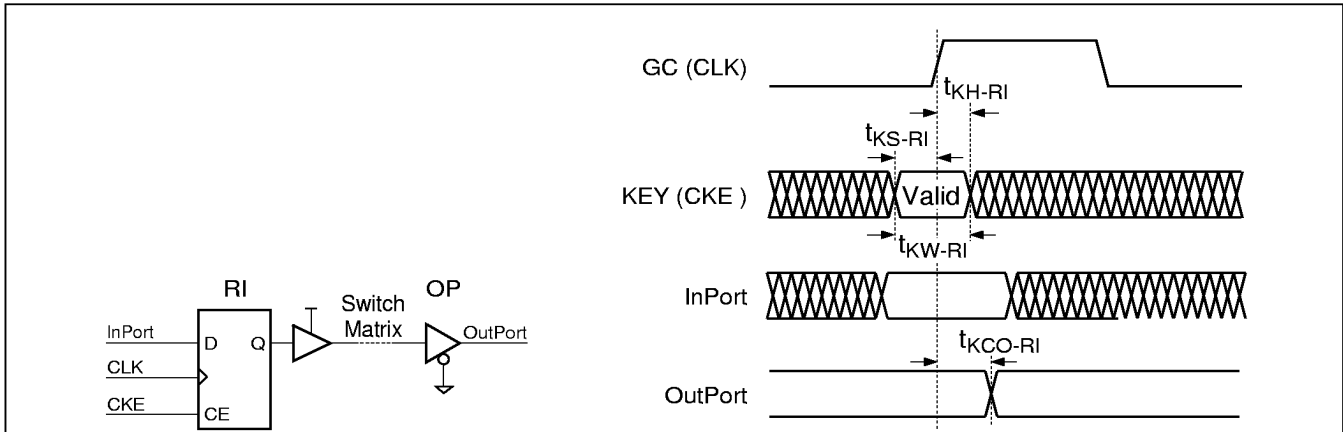 RI
Switch
Matrix
OP
InPort
D
Q
OutPort
CLK
CKE
CE
GC (CLK)
tKH-RI
tKS-RI
KEY (CKE )
Valid
tKW-RI
InPort
tKCO-RI
OutPort